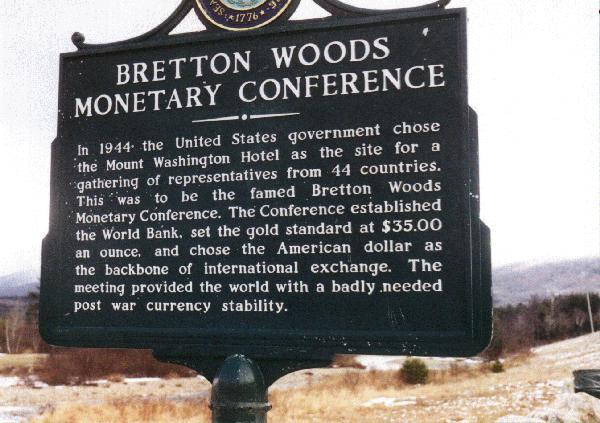 1776
BRETTON WOODS
MONETARY CONFERENCE
In 1944 the United States government chose
the Mount Washington Hotel as the site for a
gathering of representatives from 44 countries.
This was to be the famed Bretton Woods
Monetary Conference. The Conference established
the World Bank, set the gold standard at $35.00
an ounce, and chose the American dollar as
the backbone of international exchange. The
meeting provided the world with a badly needed
post war currency stability.